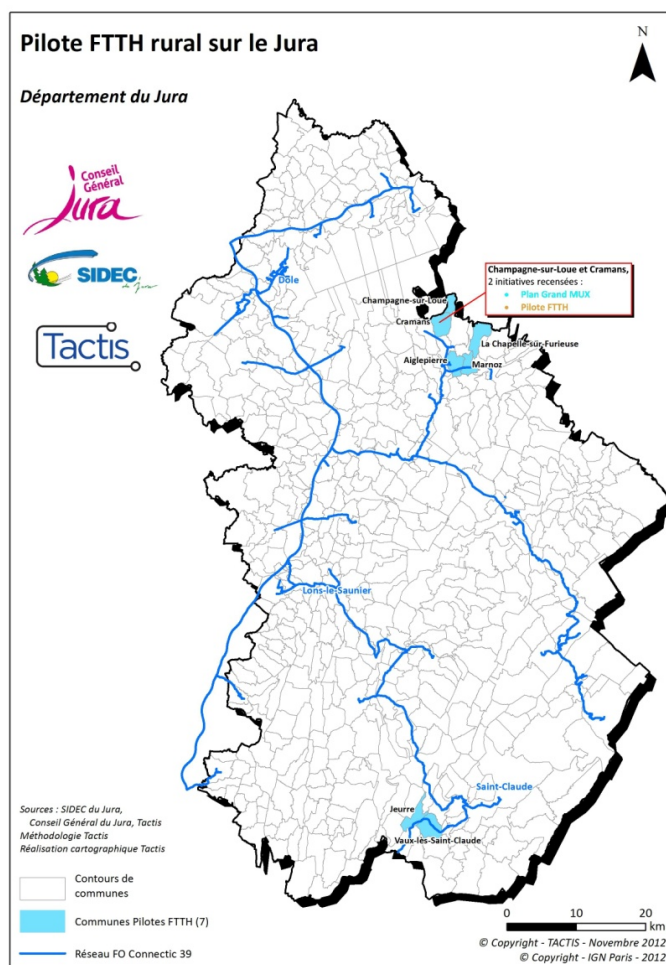 Pilote FTTH rural sur le Jura
N
Département du Jura
Conseil
Général
Jura
SIDEC
du Jura
Tactis
Dôle
Champagne-sur-Loue et Cramans,
2 initiatives recensées :
Plan Grand MUX
Pilote FTTH
Champagne-sur-Loue
Cramans
La Chapelle-sur-Furieuse
Aiglepierre
Marnoz
Lons-le-Saunier
Saint-Claude
Jeurre
Vaux-lès-Saint-Claude
Sources : SIDEC du Jura,
Conseil Général du Jura, Tactis
Méthodologie Tactis
Réalisation cartographique Tactis
Contours de
communes
Communes Pilotes FTTH (7)
Réseau FO Connectic 39
0 10 20
km
© Copyright - TACTIS - Novembre 2012
© Copyright - IGN Paris - 2012